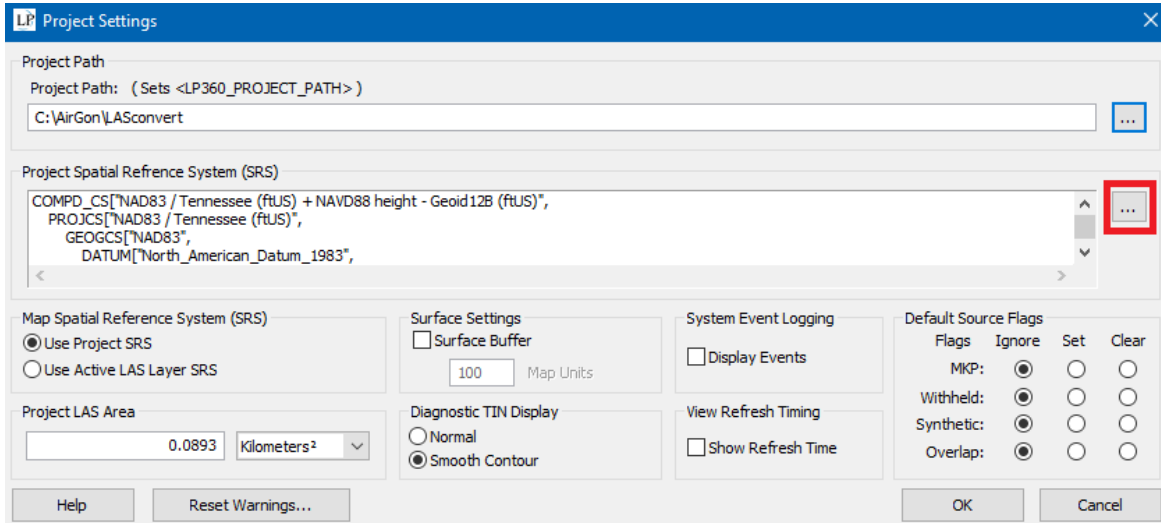 LP Project Settings
Project Path
Project Path: ( Sets <LP360_PROJECT_PATH> )
C:\AirGon\LASconvert
...
Project Spatial Refrence System (SRS)
COMPD_CS["NAD83 / Tennessee (ftUS) + NAVD88 height - Geoid12B (ftUS)",
PROJCS["NAD83 / Tennessee (ftUS)",
GEOGCS["NAD83",
DATUM["North_American_Datum_1983",
...
Map Spatial Reference System (SRS)
Use Project SRS
Use Active LAS Layer SRS
Surface Settings
Surface Buffer
100 Map Units
System Event Logging
Display Events
Default Source Flags
Flags Ignore Set Clear
MKP:
Withheld:
Synthetic:
Overlap:
Project LAS Area
0.0893 Kilometers²
Diagnostic TIN Display
Normal
Smooth Contour
View Refresh Timing
Show Refresh Time
Help Reset Warnings... OK Cancel